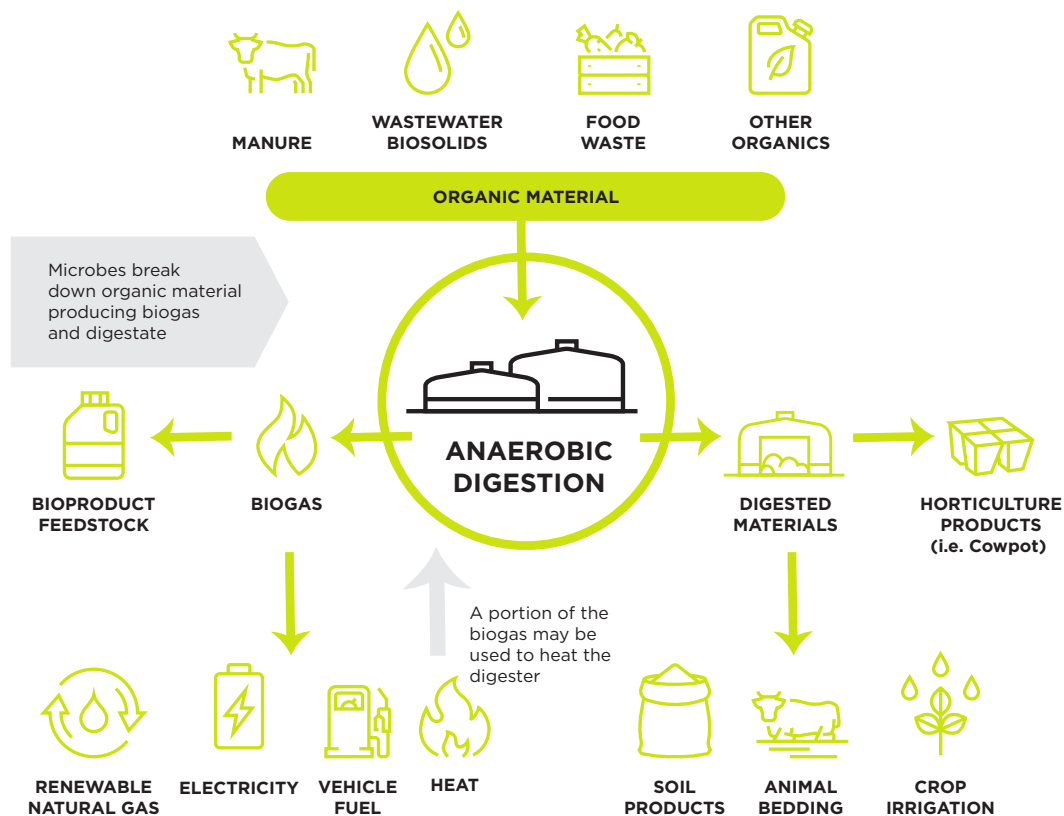 MANURE
WASTEWATER
BIOSOLIDS
FOOD
WASTE
OTHER
ORGANICS
ORGANIC MATERIAL
Microbes break
down organic material
producing biogas
and digestate
ANAEROBIC
DIGESTION
BIOPRODUCT
FEEDSTOCK
BIOGAS
DIGESTED
MATERIALS
HORTICULTURE
PRODUCTS
(i.e. Cowpot)
A portion of the
biogas may be
used to heat the
digester
RENEWABLE
NATURAL GAS
ELECTRICITY
VEHICLE
FUEL
HEAT
SOIL
PRODUCTS
ANIMAL
BEDDING
CROP
IRRIGATION